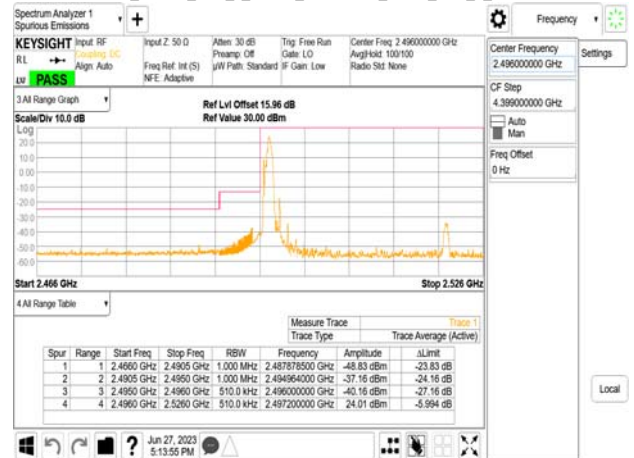 Spectrum Analyzer 1
Spurious Emissions
Frequency
KEYSIGHT Input: RF Input Z: 50 Ω Atten: 30 dB Trig: Free Run Center Freq: 2.496000000 GHz
RL Coupling: DC Preamp: Off Gate: LO Avg|Hold: 100/100
Align: Auto Freq Ref: Int (S) µW Path: Standard IF Gain: Low Radio Std: None
NFE: Adaptive
PASS
3 All Range Graph
Ref Lvl Offset 15.96 dB
Scale/Div 10.0 dB Ref Value 30.00 dBm
Log
20.0
10.0
0.00
-10.0
-20.0
-30.0
-40.0
-50.0
-60.0
Start 2.466 GHz Stop 2.526 GHz
4 All Range Table
Measure Trace Trace 1
Trace Type Trace Average (Active)
Spur Range Start Freq Stop Freq RBW Frequency Amplitude ΔLimit
1 1 2.4660 GHz 2.4905 GHz 1.000 MHz 2.487878500 GHz -48.83 dBm -23.83 dB
2 2 2.4905 GHz 2.4950 GHz 1.000 MHz 2.494964000 GHz -37.16 dBm -24.16 dB
3 3 2.4950 GHz 2.4960 GHz 510.0 kHz 2.496000000 GHz -40.16 dBm -27.16 dB
4 4 2.4960 GHz 2.5260 GHz 510.0 kHz 2.497200000 GHz 24.01 dBm -5.994 dB
Jun 27, 2023
5:13:55 PM
Center Frequency
2.496000000 GHz
Settings
CF Step
4.399000000 GHz
Auto
Man
Freq Offset
0 Hz
Local